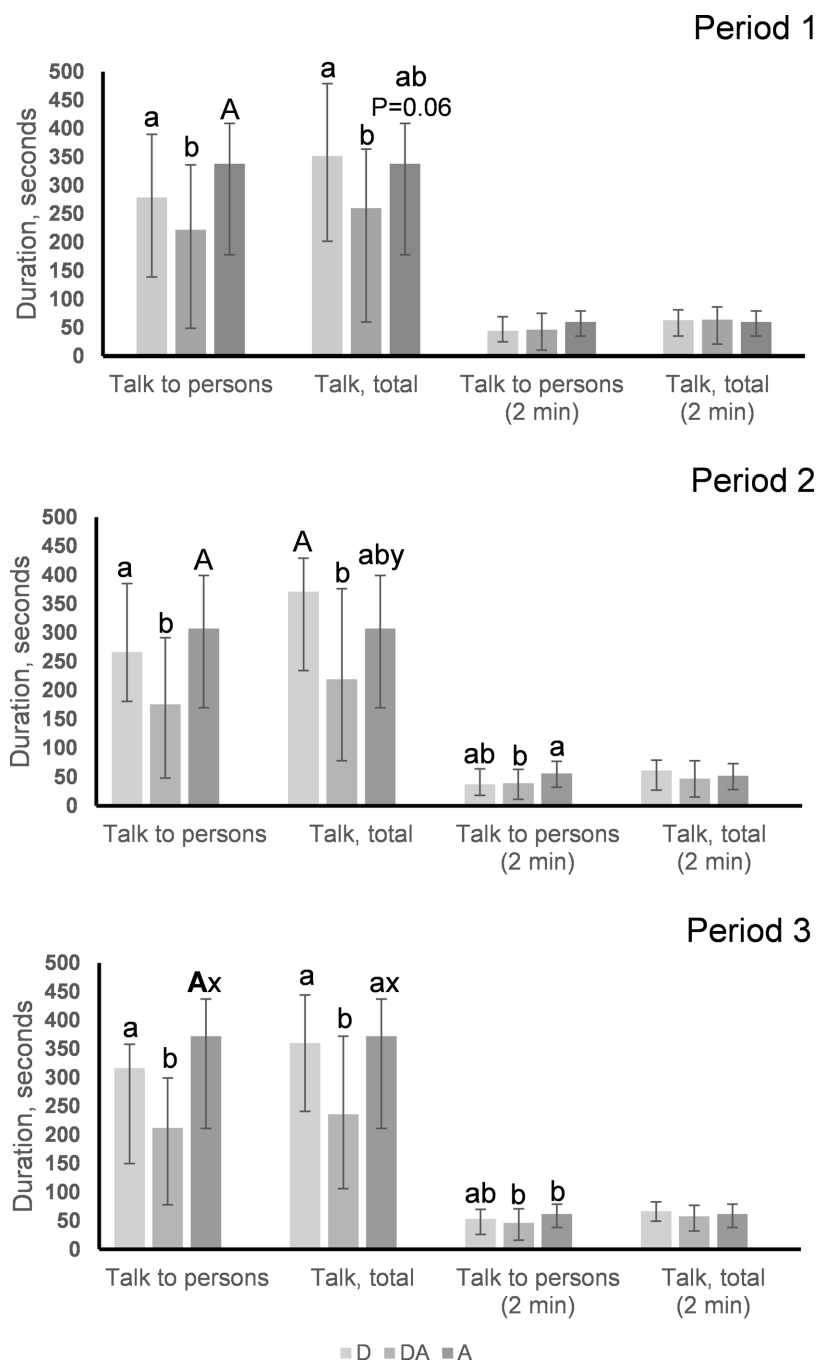 Period 1
Duration, seconds
500
450
400
350
300
250
200
150
100
50
0
a
b
A
a
b
ab
P=0.06
Talk to persons
Talk, total
Talk to persons
(2 min)
Talk, total
(2 min)
Period 2
Duration, seconds
500
450
400
350
300
250
200
150
100
50
0
a
b
A
A
b
aby
ab
b
a
Talk to persons
Talk, total
Talk to persons
(2 min)
Talk, total
(2 min)
Period 3
Duration, seconds
500
450
400
350
300
250
200
150
100
50
0
a
b
Ax
a
b
ax
ab
b
b
Talk to persons
Talk, total
Talk to persons
(2 min)
Talk, total
(2 min)
D DA A